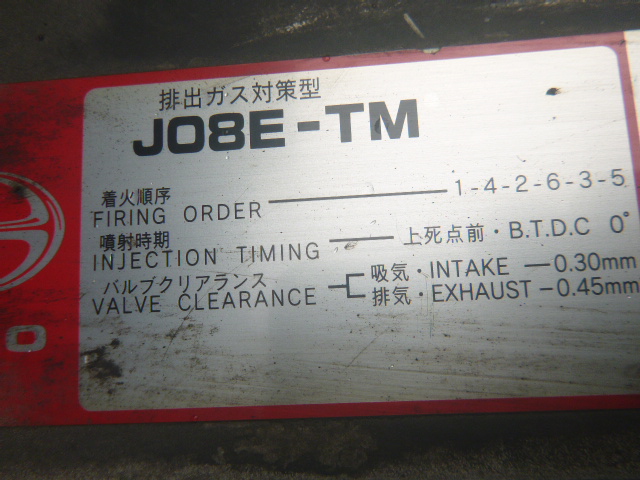 排出ガス対策型
J08E-TM
着火順序
FIRING ORDER 1-4-2-6-3-5
噴射時期
INJECTION TIMING 上死点前・B.T.D.C 0°
バルブクリアランス
VALVE CLEARANCE
吸気・INTAKE 0.30mm
排気・EXHAUST 0.45mm
O